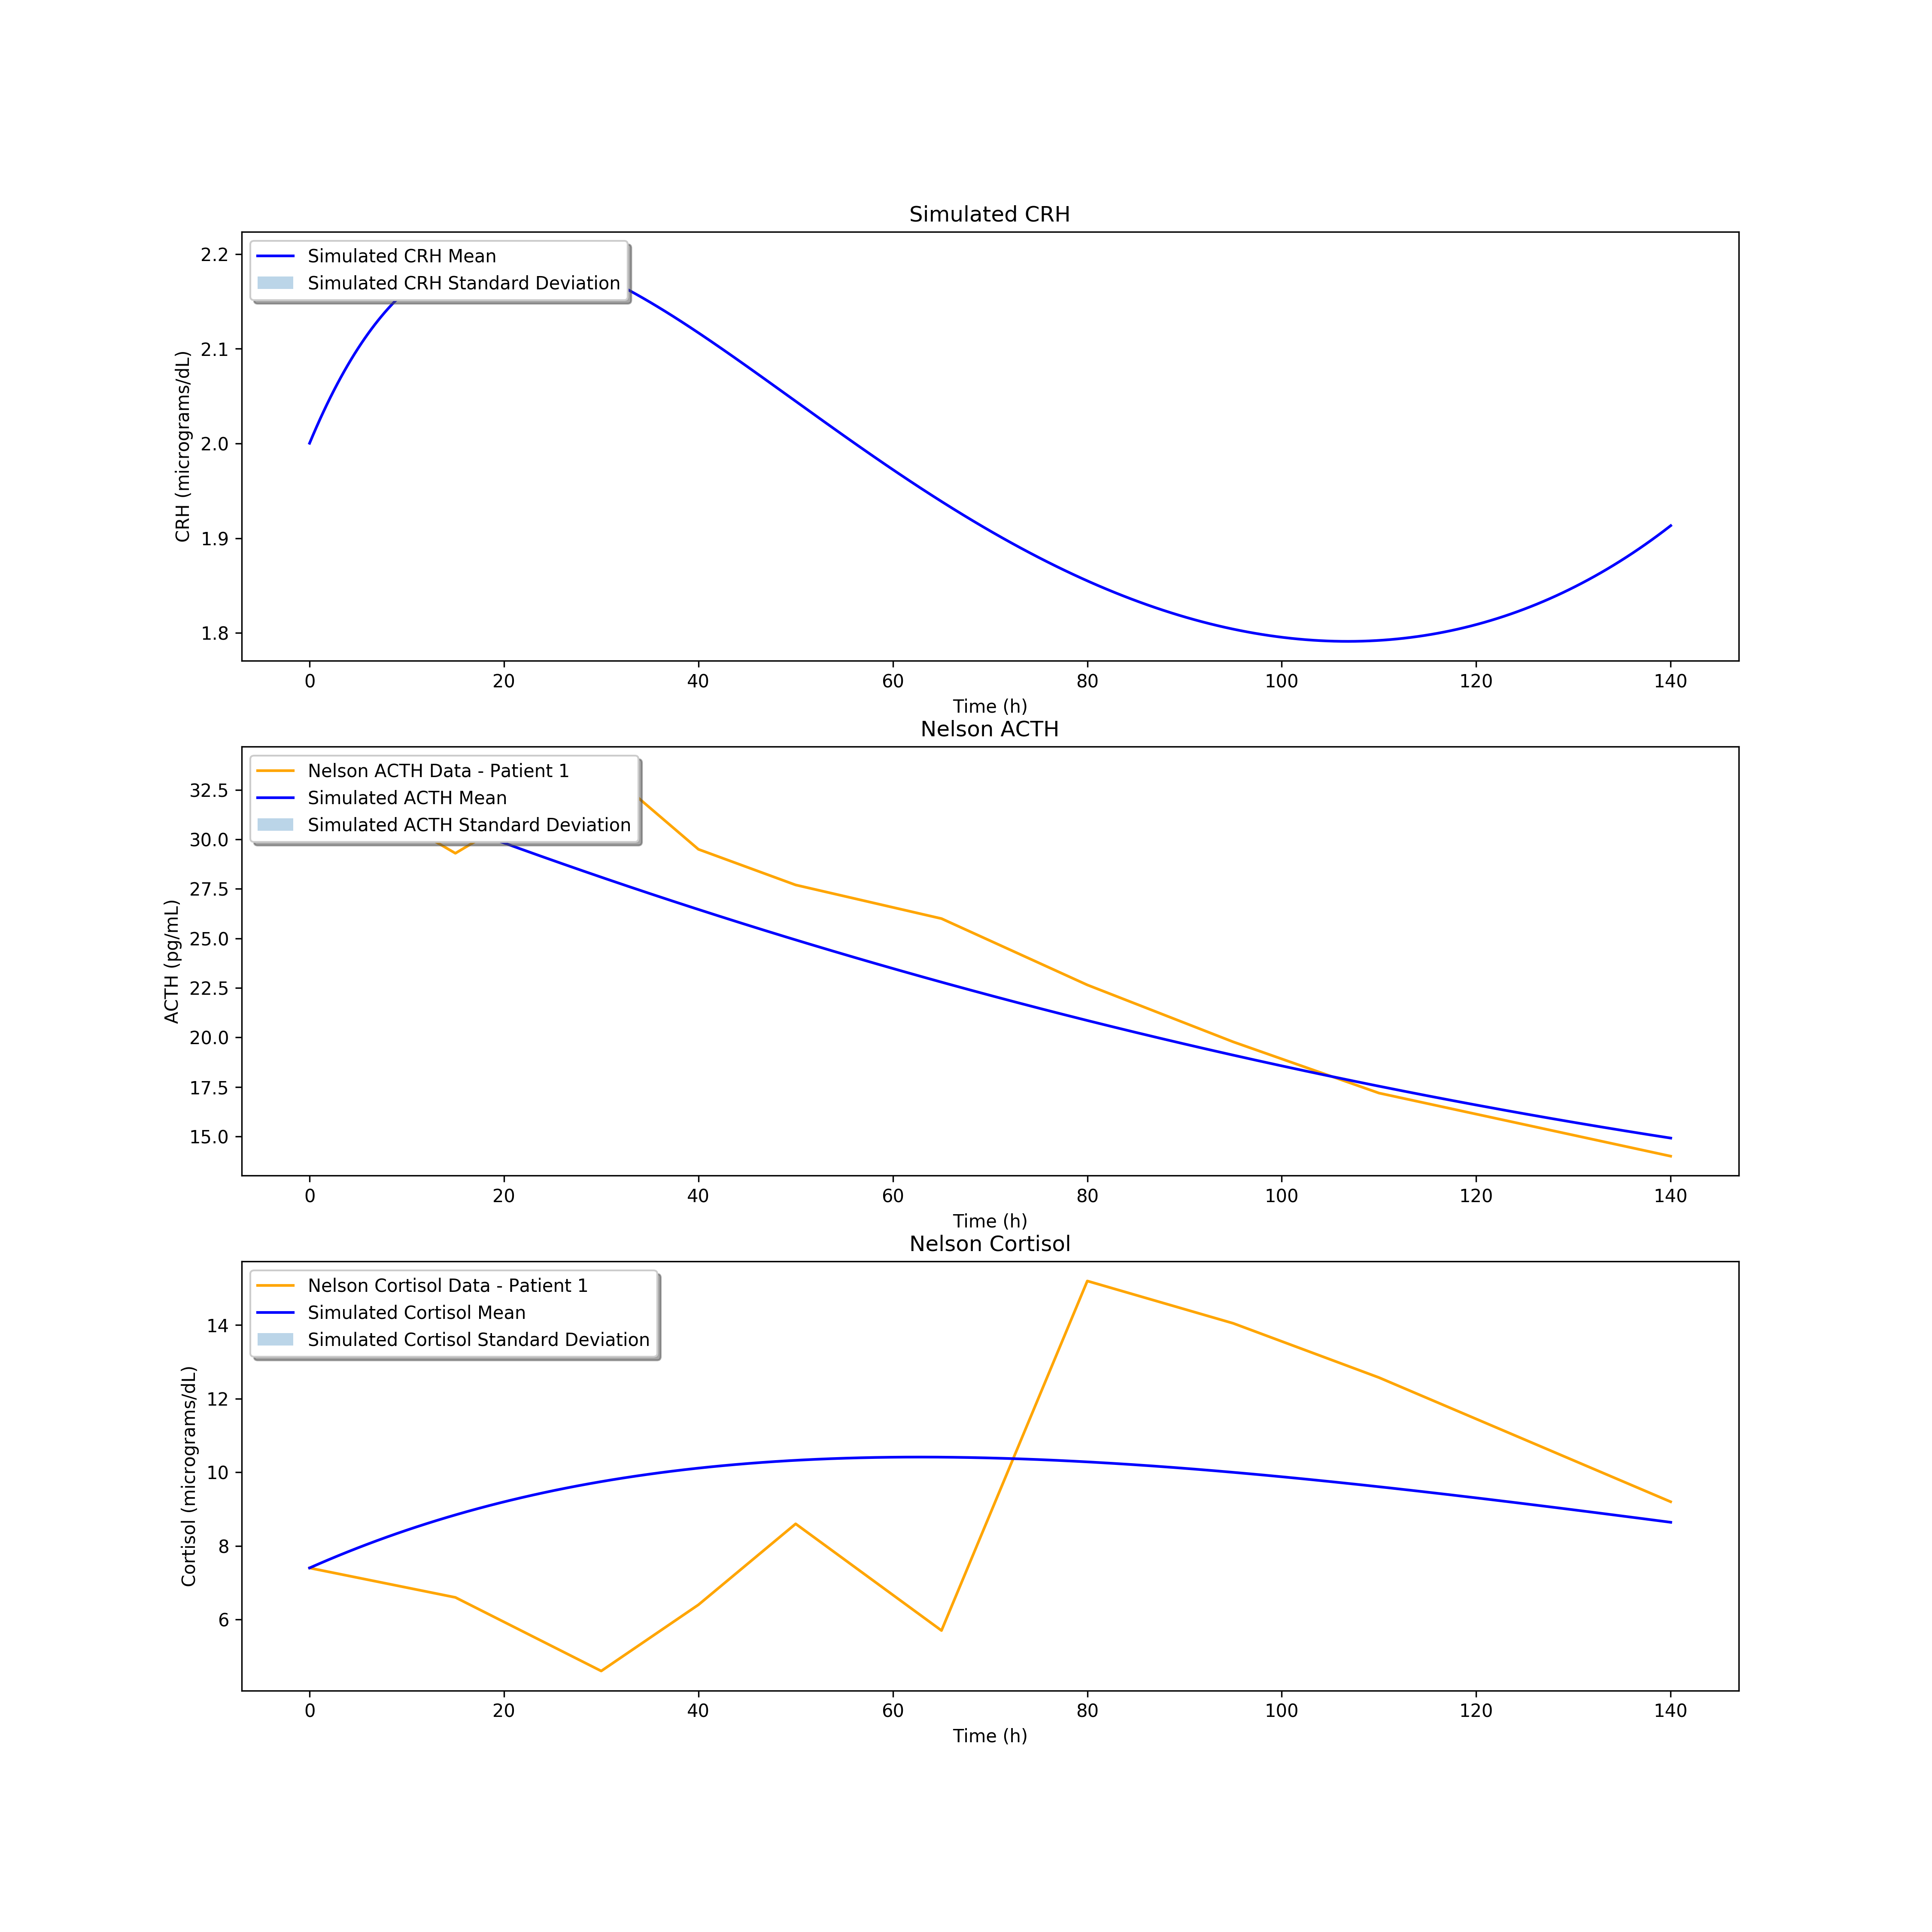 Simulated CRH
Simulated CRH Mean
Simulated CRH Standard Deviation
CRH (micrograms/dL)
2.2
2.1
2.0
1.9
1.8
0 20 40 60 80 100 120 140
Time (h)
Nelson ACTH
Nelson ACTH Data - Patient 1
Simulated ACTH Mean
Simulated ACTH Standard Deviation
ACTH (pg/mL)
32.5
30.0
27.5
25.0
22.5
20.0
17.5
15.0
0 20 40 60 80 100 120 140
Time (h)
Nelson Cortisol
Nelson Cortisol Data - Patient 1
Simulated Cortisol Mean
Simulated Cortisol Standard Deviation
Cortisol (micrograms/dL)
14
12
10
8
6
0 20 40 60 80 100 120 140
Time (h)